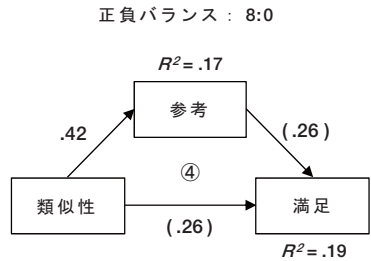 正負バランス： 8:0
R² = .17
参考
.42
(.26)
④
類似性
満足
(.26)
R² = .19